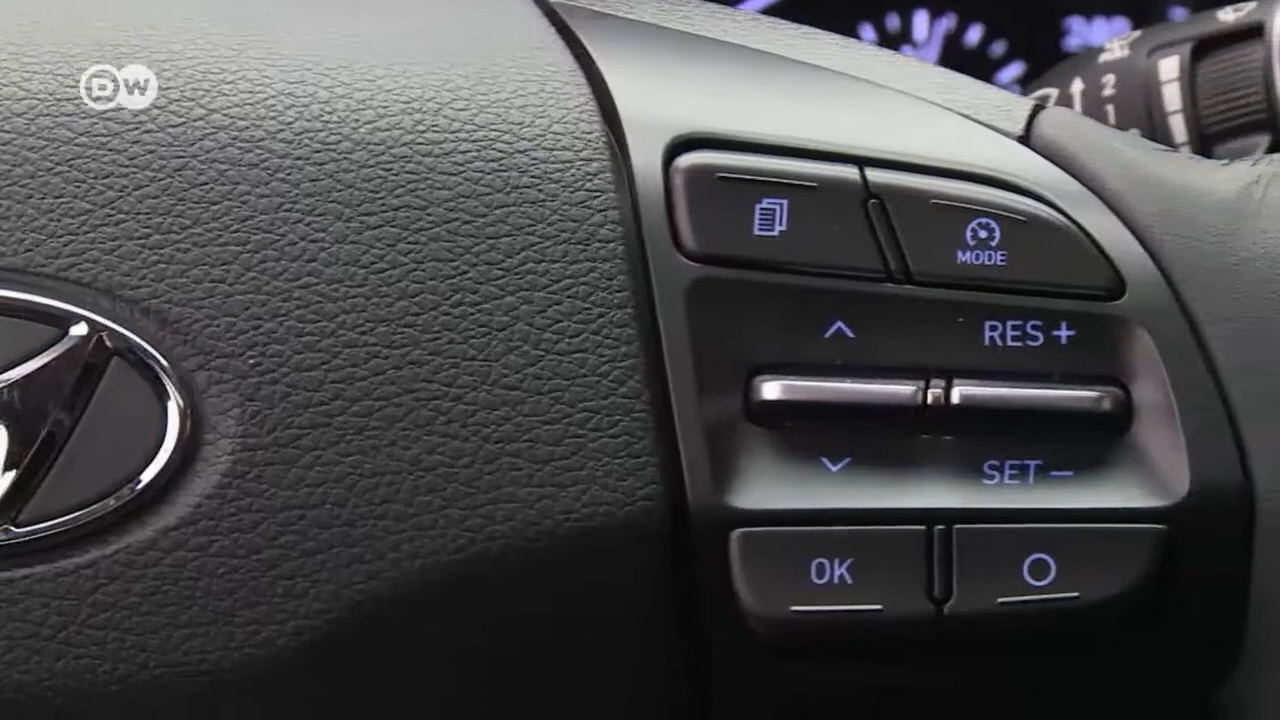 DW
2
1
MODE
RES +
SET −
OK